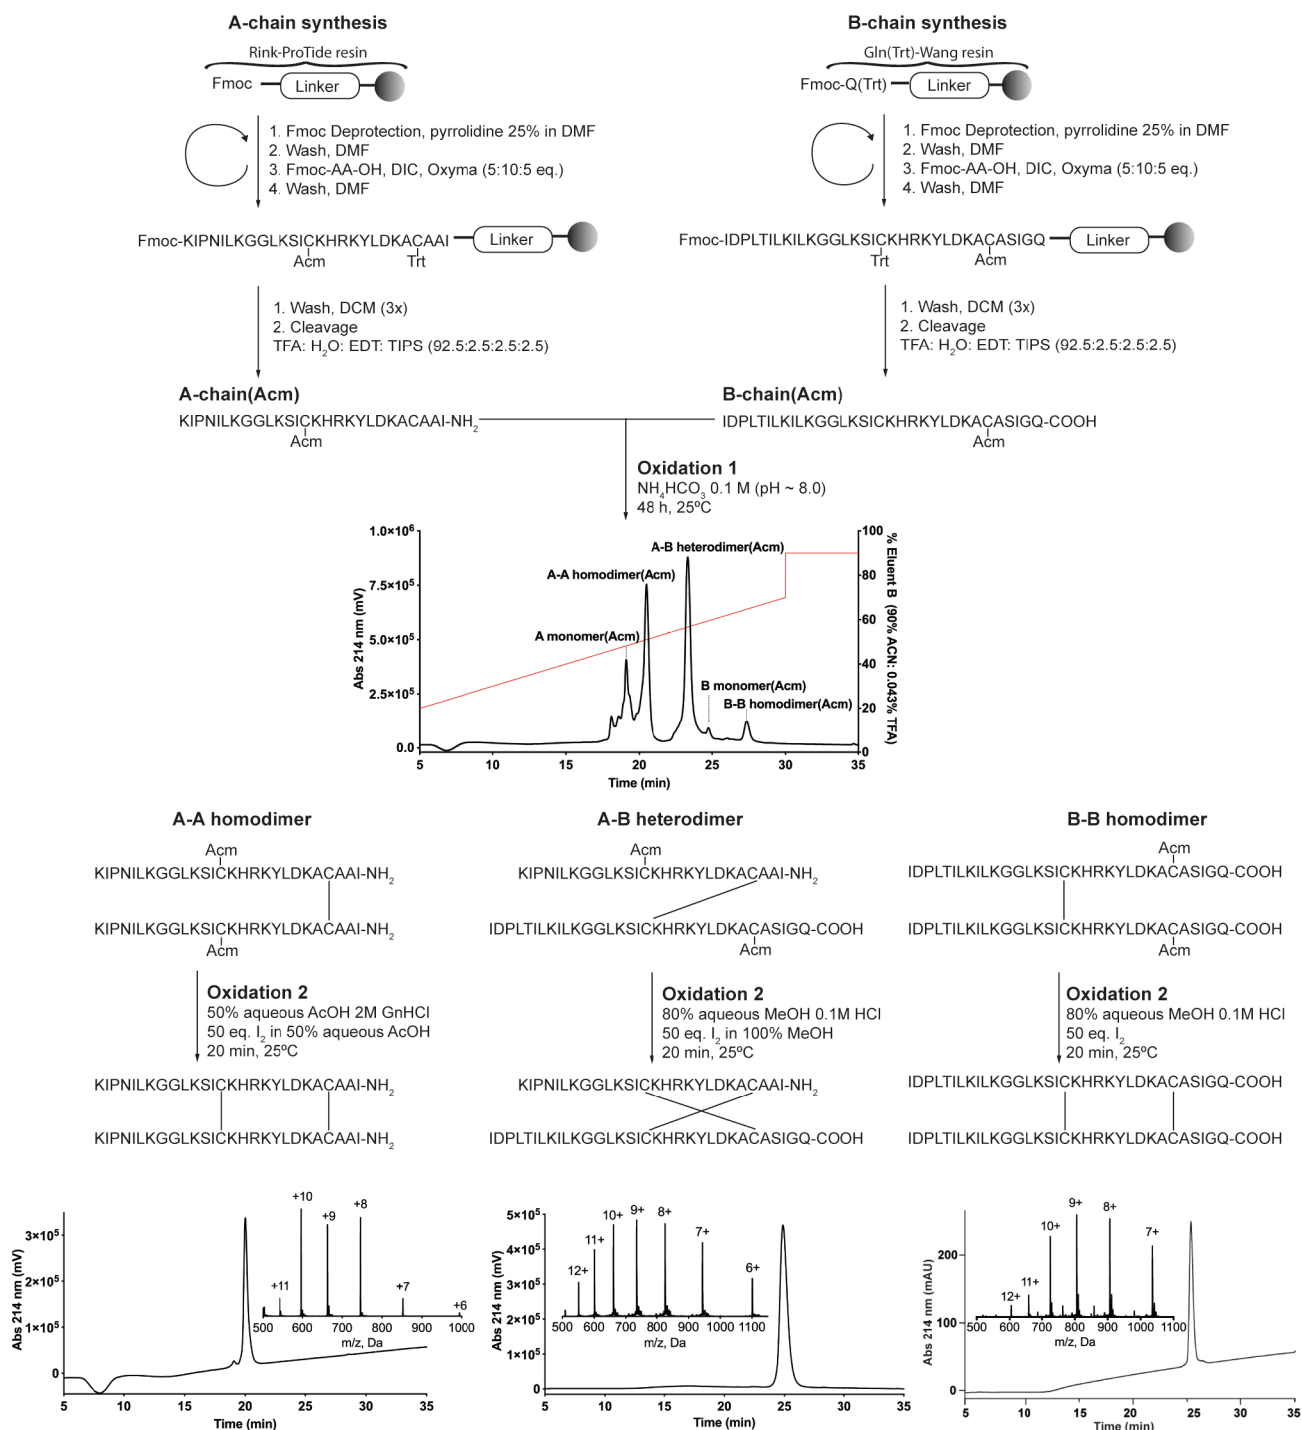 A-chain synthesis
Rink-ProTide resin
Fmoc
Linker
1. Fmoc Deprotection, pyrrolidine 25% in DMF
2. Wash, DMF
3. Fmoc-AA-OH, DIC, Oxyma (5:10:5 eq.)
4. Wash, DMF
Fmoc-KIPNILKGGLKSICKHRKYLDKACAAI
Linker
Acm
Trt
1. Wash, DCM (3x)
2. Cleavage
TFA: H2O: EDT: TIPS (92.5:2.5:2.5:2.5)
A-chain(Acm)
KIPNILKGGLKSICKHRKYLDKACAAI-NH2
Acm
B-chain synthesis
Gln(Trt)-Wang resin
Fmoc-Q(Trt)
Linker
1. Fmoc Deprotection, pyrrolidine 25% in DMF
2. Wash, DMF
3. Fmoc-AA-OH, DIC, Oxyma (5:10:5 eq.)
4. Wash, DMF
Fmoc-IDPLTILKILKGGLKSICKHRKYLDKACASIGQ
Linker
Trt
Acm
1. Wash, DCM (3x)
2. Cleavage
TFA: H2O: EDT: TIPS (92.5:2.5:2.5:2.5)
B-chain(Acm)
IDPLTILKILKGGLKSICKHRKYLDKACASIGQ-COOH
Acm
Oxidation 1
NH4HCO3 0.1 M (pH ~ 8.0)
48 h, 25ºC
Abs 214 nm (mV)
1.0×10⁶
7.5×10⁵
5.0×10⁵
2.5×10⁵
0.0
A monomer(Acm)
A-A homodimer(Acm)
A-B heterodimer(Acm)
B monomer(Acm)
B-B homodimer(Acm)
100
80
60
40
20
0
% Eluent B (90% ACN: 0.043% TFA)
5 10 15 20 25 30 35
Time (min)
A-A homodimer
Acm
KIPNILKGGLKSICKHRKYLDKACAAI-NH2
KIPNILKGGLKSICKHRKYLDKACAAI-NH2
Acm
Oxidation 2
50% aqueous AcOH 2M GnHCl
50 eq. I2 in 50% aqueous AcOH
20 min, 25ºC
KIPNILKGGLKSICKHRKYLDKACAAI-NH2
KIPNILKGGLKSICKHRKYLDKACAAI-NH2
A-B heterodimer
Acm
KIPNILKGGLKSICKHRKYLDKACAAI-NH2
IDPLTILKILKGGLKSICKHRKYLDKACASIGQ-COOH
Acm
Oxidation 2
80% aqueous MeOH 0.1M HCl
50 eq. I2 in 100% MeOH
20 min, 25ºC
KIPNILKGGLKSICKHRKYLDKACAAI-NH2
IDPLTILKILKGGLKSICKHRKYLDKACASIGQ-COOH
B-B homodimer
Acm
IDPLTILKILKGGLKSICKHRKYLDKACASIGQ-COOH
IDPLTILKILKGGLKSICKHRKYLDKACASIGQ-COOH
Acm
Oxidation 2
80% aqueous MeOH 0.1M HCl
50 eq. I2
20 min, 25ºC
IDPLTILKILKGGLKSICKHRKYLDKACASIGQ-COOH
IDPLTILKILKGGLKSICKHRKYLDKACASIGQ-COOH
Abs 214 nm (mV)
3×10⁵
2×10⁵
1×10⁵
0
+11
+10
+9
+8
+7
+6
500 600 700 800 900 1000
m/z, Da
5 10 15 20 25 30 35
Time (min)
Abs 214 nm (mV)
5×10⁵
4×10⁵
3×10⁵
2×10⁵
1×10⁵
0
12+
11+
10+
9+
8+
7+
6+
500 600 700 800 900 1000 1100
m/z, Da
5 10 15 20 25 30 35
Time (min)
Abs 214 nm (mAU)
200
100
0
12+
11+
10+
9+
8+
7+
500 600 700 800 900 1000 1100
m/z, Da
5 10 15 20 25 30 35
Time (min)